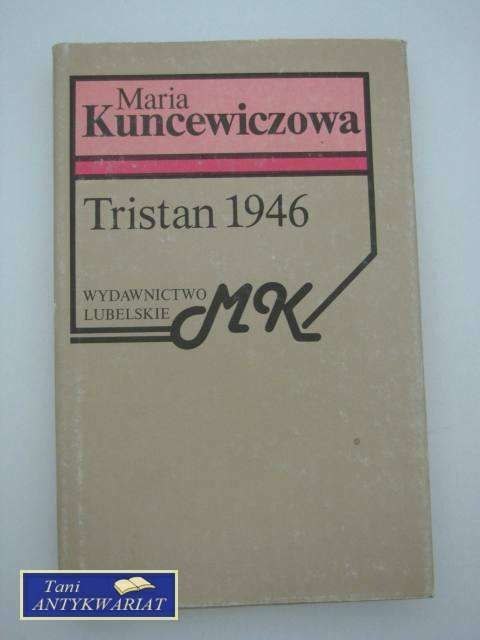 Maria
Kuncewiczowa
Tristan 1946
WYDAWNICTWO
LUBELSKIE
MK
Tani
ANTYKWARIAT